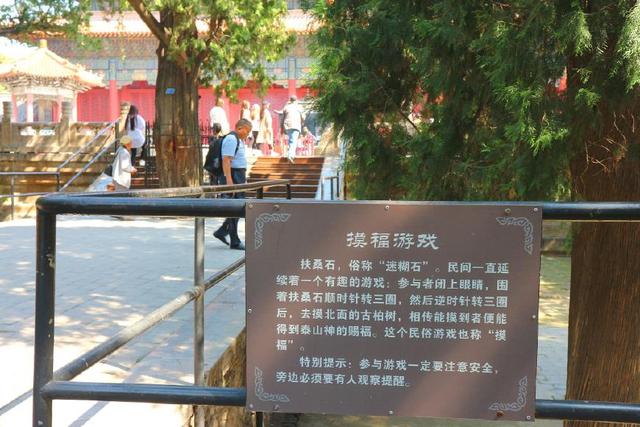 摸福游戏
扶桑石，俗称“迷糊石”。民间一直延
续着一个有趣的游戏：参与者闭上眼睛，围
着扶桑石顺时针转三圈，然后逆时针转三圈
后，去摸北面的古柏树，相传能摸到者便能
得到泰山神的赐福。这个民俗游戏也称“摸
福”。
特别提示：参与游戏一定要注意安全，
旁边必须要有人观察提醒。